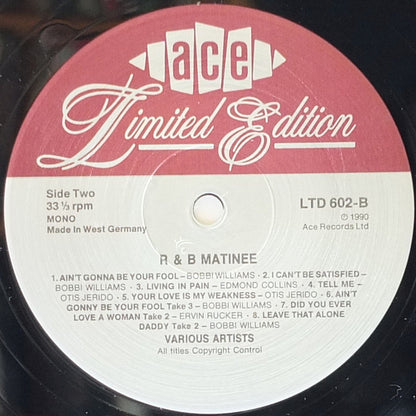 ace
Limited Edition
Side Two
33 ⅓ rpm
MONO
Made In West Germany
LTD 602-B
℗ 1990
Ace Records Ltd
R & B MATINEE
1. AIN'T GONNA BE YOUR FOOL – BOBBI WILLIAMS · 2. I CAN'T BE SATISFIED –
BOBBI WILLIAMS · 3. LIVING IN PAIN – EDMOND COLLINS · 4. TELL ME –
OTIS JERIDO · 5. YOUR LOVE IS MY WEAKNESS – OTIS JERIDO · 6. AIN'T
GONNY BE YOUR FOOL Take 3 – BOBBI WILLIAMS · 7. DID YOU EVER
LOVE A WOMAN Take 2 – ERVIN RUCKER · 8. LEAVE THAT ALONE
DADDY Take 2 – BOBBI WILLIAMS
VARIOUS ARTISTS
All titles Copyright Control